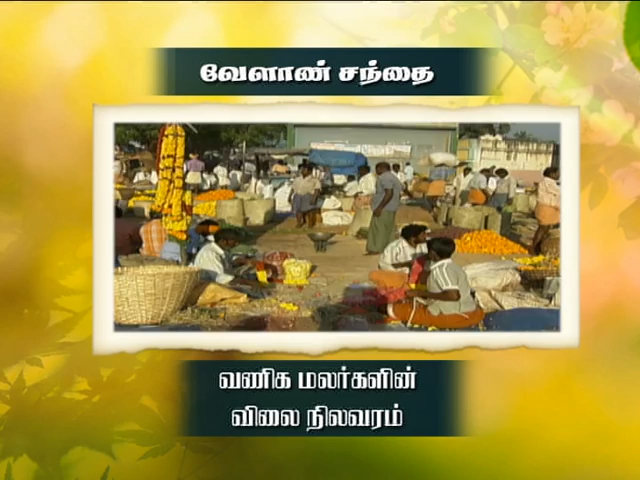 வேளாண் சந்தை
வணிக மலர்களின்
விலை நிலவரம்